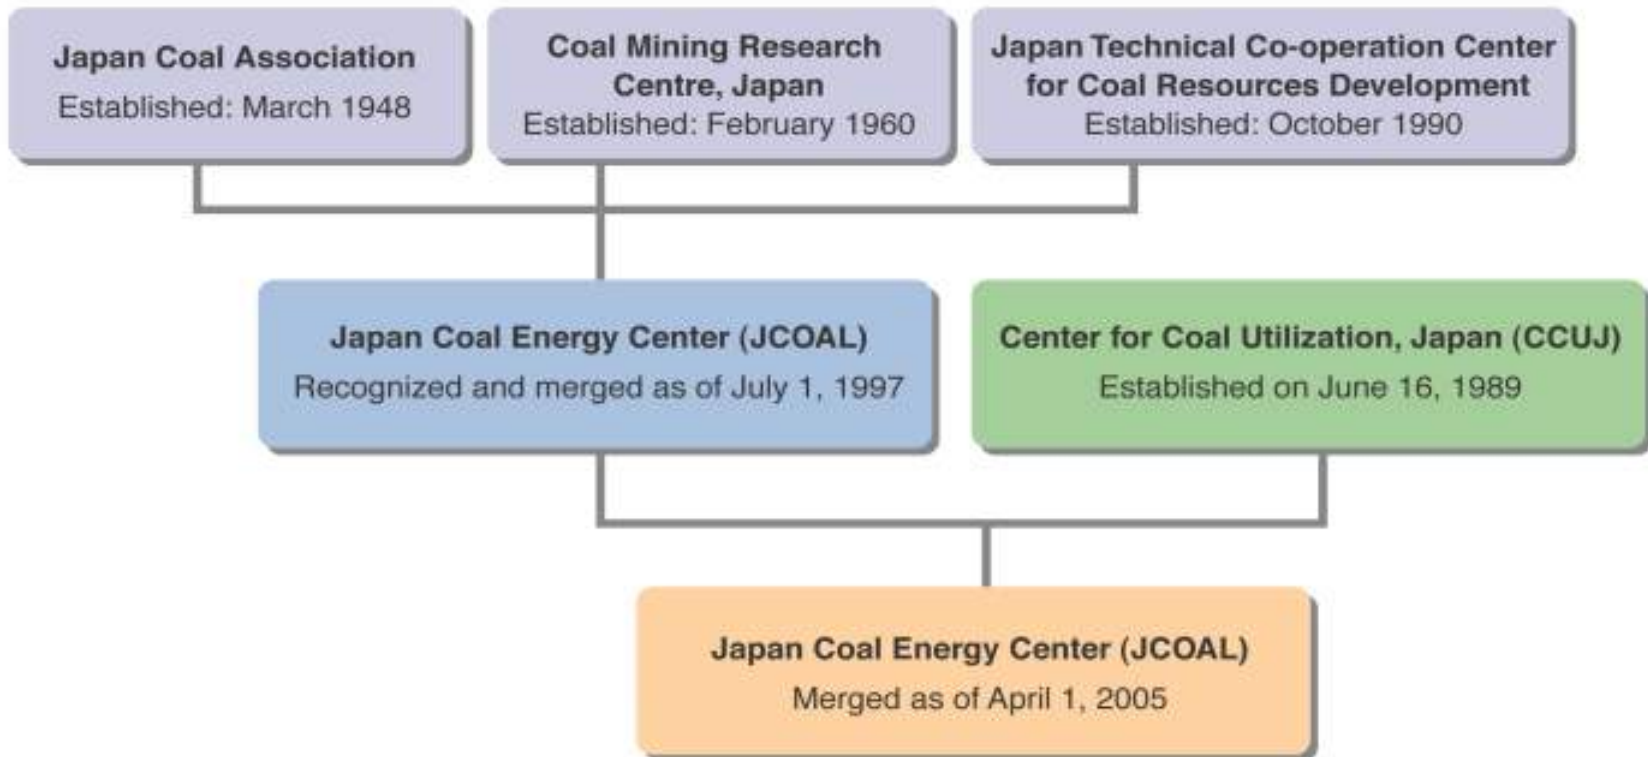 Japan Coal Association
Established: March 1948
Coal Mining Research
Centre, Japan
Established: February 1960
Japan Technical Co-operation Center
for Coal Resources Development
Established: October 1990
Japan Coal Energy Center (JCOAL)
Recognized and merged as of July 1, 1997
Center for Coal Utilization, Japan (CCUJ)
Established on June 16, 1989
Japan Coal Energy Center (JCOAL)
Merged as of April 1, 2005